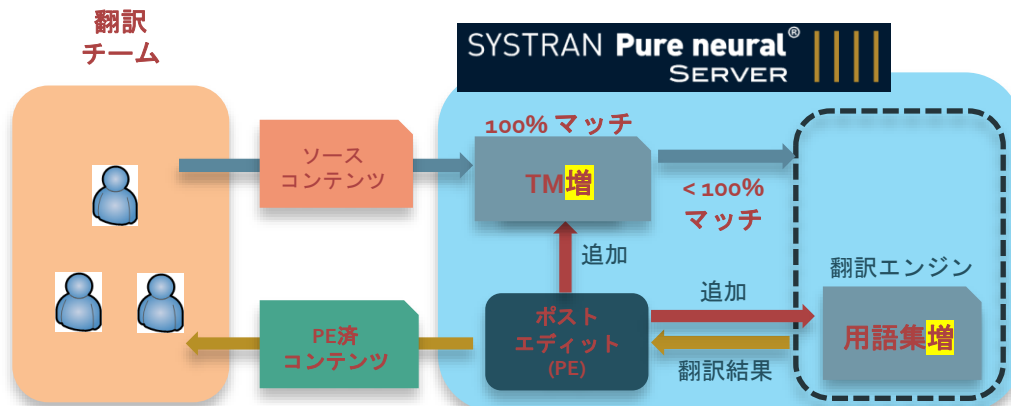 翻訳
チーム
SYSTRAN Pure neural®
SERVER
ソース
コンテンツ
100% マッチ
TM増
< 100%
マッチ
追加
翻訳エンジン
用語集増
追加
ポスト
エディット
(PE)
翻訳結果
PE済
コンテンツ